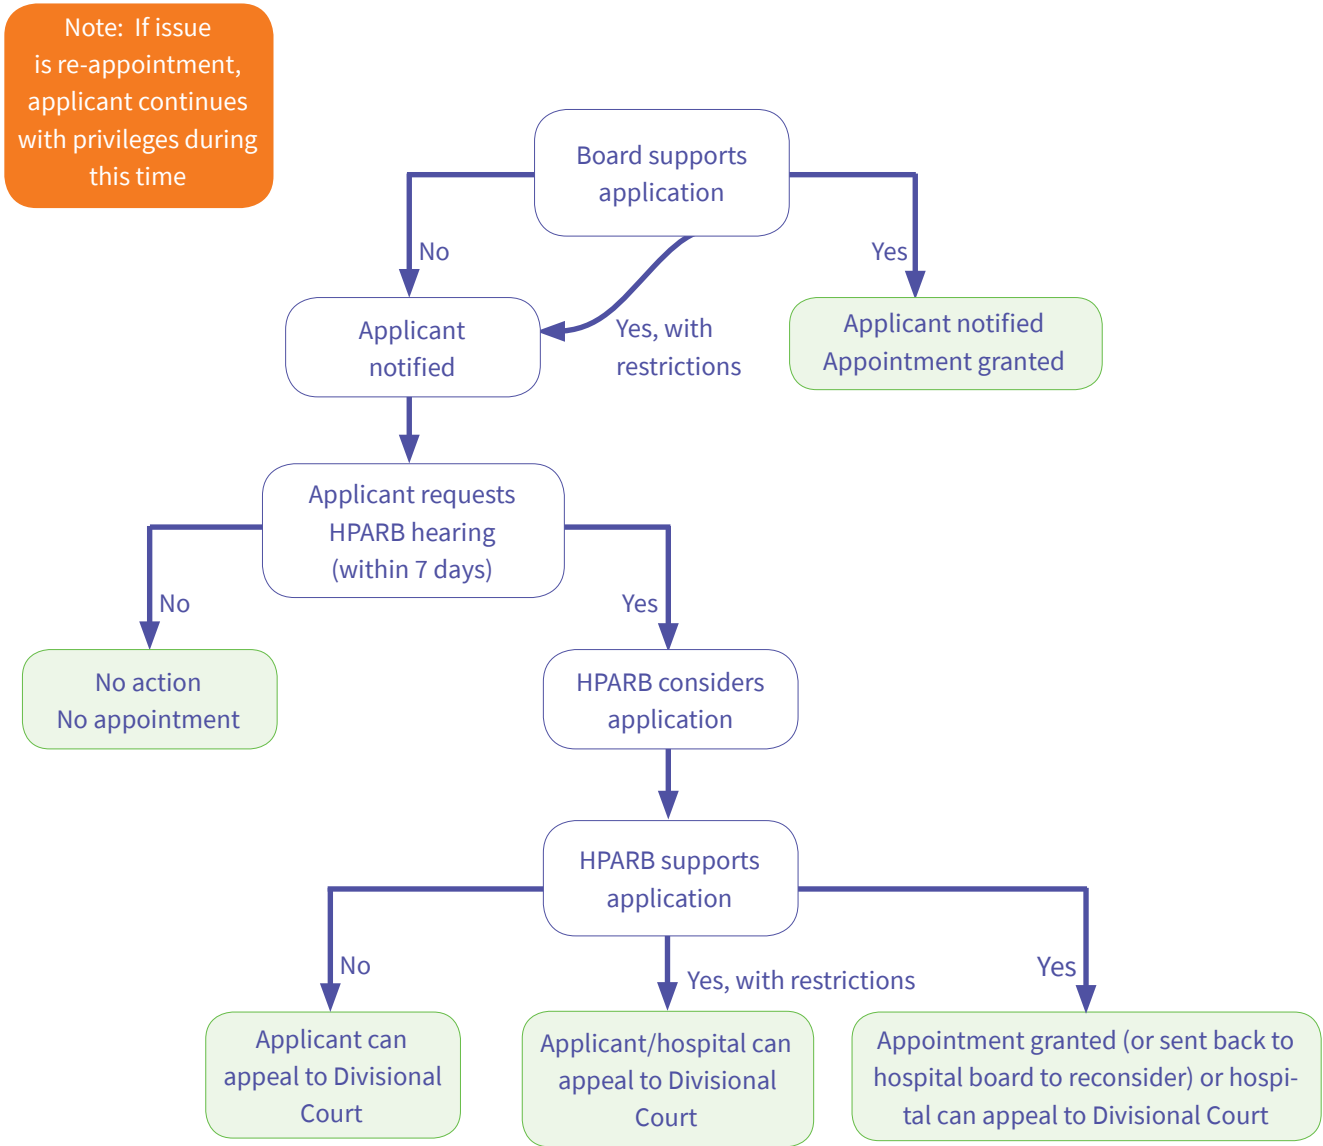 Note: If issue
is re-appointment,
applicant continues
with privileges during
this time
Board supports
application
No
Yes
Yes, with
restrictions
Applicant
notified
Applicant notified
Appointment granted
Applicant requests
HPARB hearing
(within 7 days)
No
Yes
No action
No appointment
HPARB considers
application
HPARB supports
application
No
Yes, with restrictions
Yes
Applicant can
appeal to Divisional
Court
Applicant/hospital can
appeal to Divisional
Court
Appointment granted (or sent back to
hospital board to reconsider) or hospi-
tal can appeal to Divisional Court